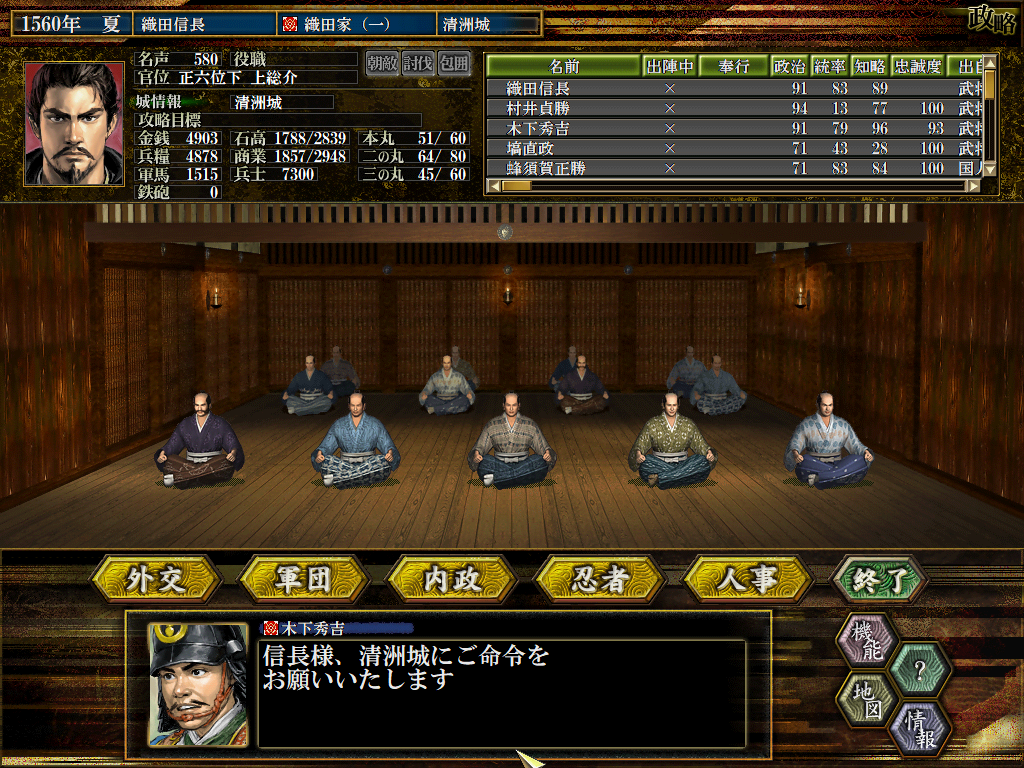 1560年 夏 織田信長 織田家（一） 清洲城
政略
名声 580 役職
朝敵 討伐 包囲
官位 正六位下 上総介
城情報 清洲城
攻略目標
金銭 4903 石高 1788/2839 本丸 51/ 60
兵糧 4878 商業 1857/2948 二の丸 64/ 80
軍馬 1515 兵士 7300 三の丸 45/ 60
鉄砲 0
名前 出陣中 奉行 政治 統率 知略 忠誠度 出自
織田信長 × 91 83 89 武将
村井貞勝 × 94 13 77 100 武将
木下秀吉 × 91 79 96 93 武将
塙直政 × 71 43 28 100 武将
蜂須賀正勝 × 71 83 84 100 国人
外交 軍団 内政 忍者 人事 終了
木下秀吉
信長様、清洲城にご命令を
お願いいたします
機能
?
地図
情報